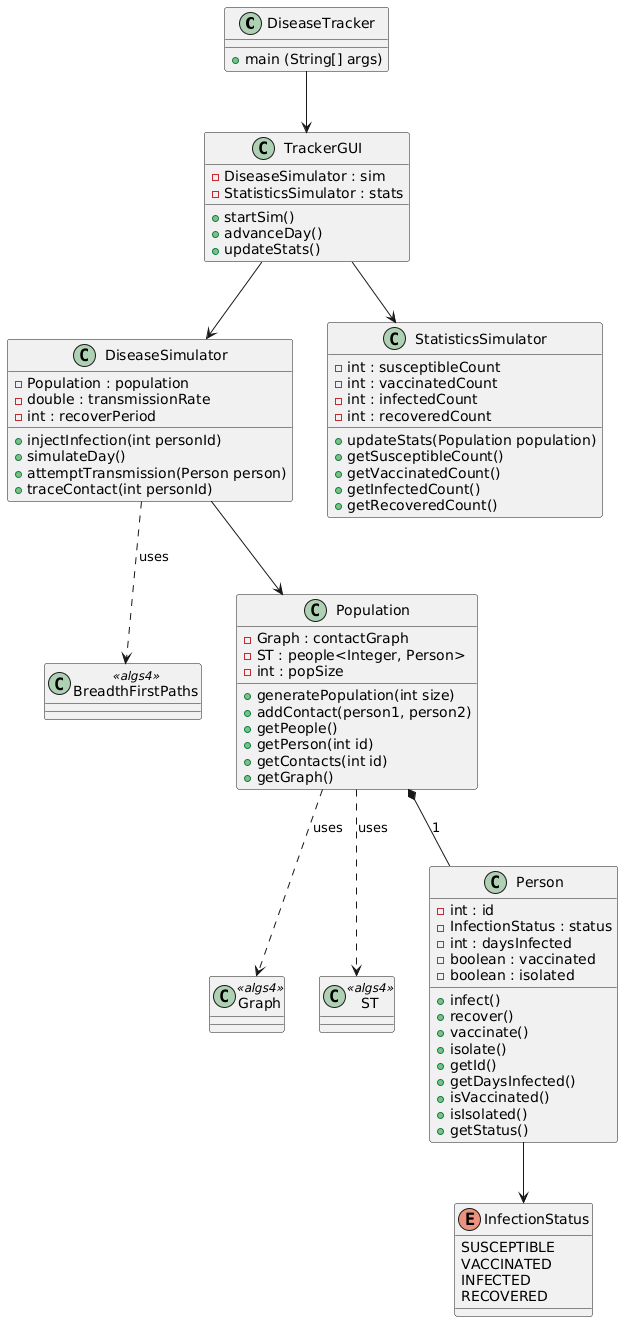 C DiseaseTracker
main (String[] args)
C TrackerGUI
DiseaseSimulator : sim
StatisticsSimulator : stats
startSim()
advanceDay()
updateStats()
C DiseaseSimulator
Population : population
double : transmissionRate
int : recoverPeriod
injectInfection(int personId)
simulateDay()
attemptTransmission(Person person)
traceContact(int personId)
C StatisticsSimulator
int : susceptibleCount
int : vaccinatedCount
int : infectedCount
int : recoveredCount
updateStats(Population population)
getSusceptibleCount()
getVaccinatedCount()
getInfectedCount()
getRecoveredCount()
uses
C «algs4»
BreadthFirstPaths
C Population
Graph : contactGraph
ST : people<Integer, Person>
int : popSize
generatePopulation(int size)
addContact(person1, person2)
getPeople()
getPerson(int id)
getContacts(int id)
getGraph()
uses
uses
1
C «algs4»
Graph
C «algs4»
ST
C Person
int : id
InfectionStatus : status
int : daysInfected
boolean : vaccinated
boolean : isolated
infect()
recover()
vaccinate()
isolate()
getId()
getDaysInfected()
isVaccinated()
isIsolated()
getStatus()
E InfectionStatus
SUSCEPTIBLE
VACCINATED
INFECTED
RECOVERED